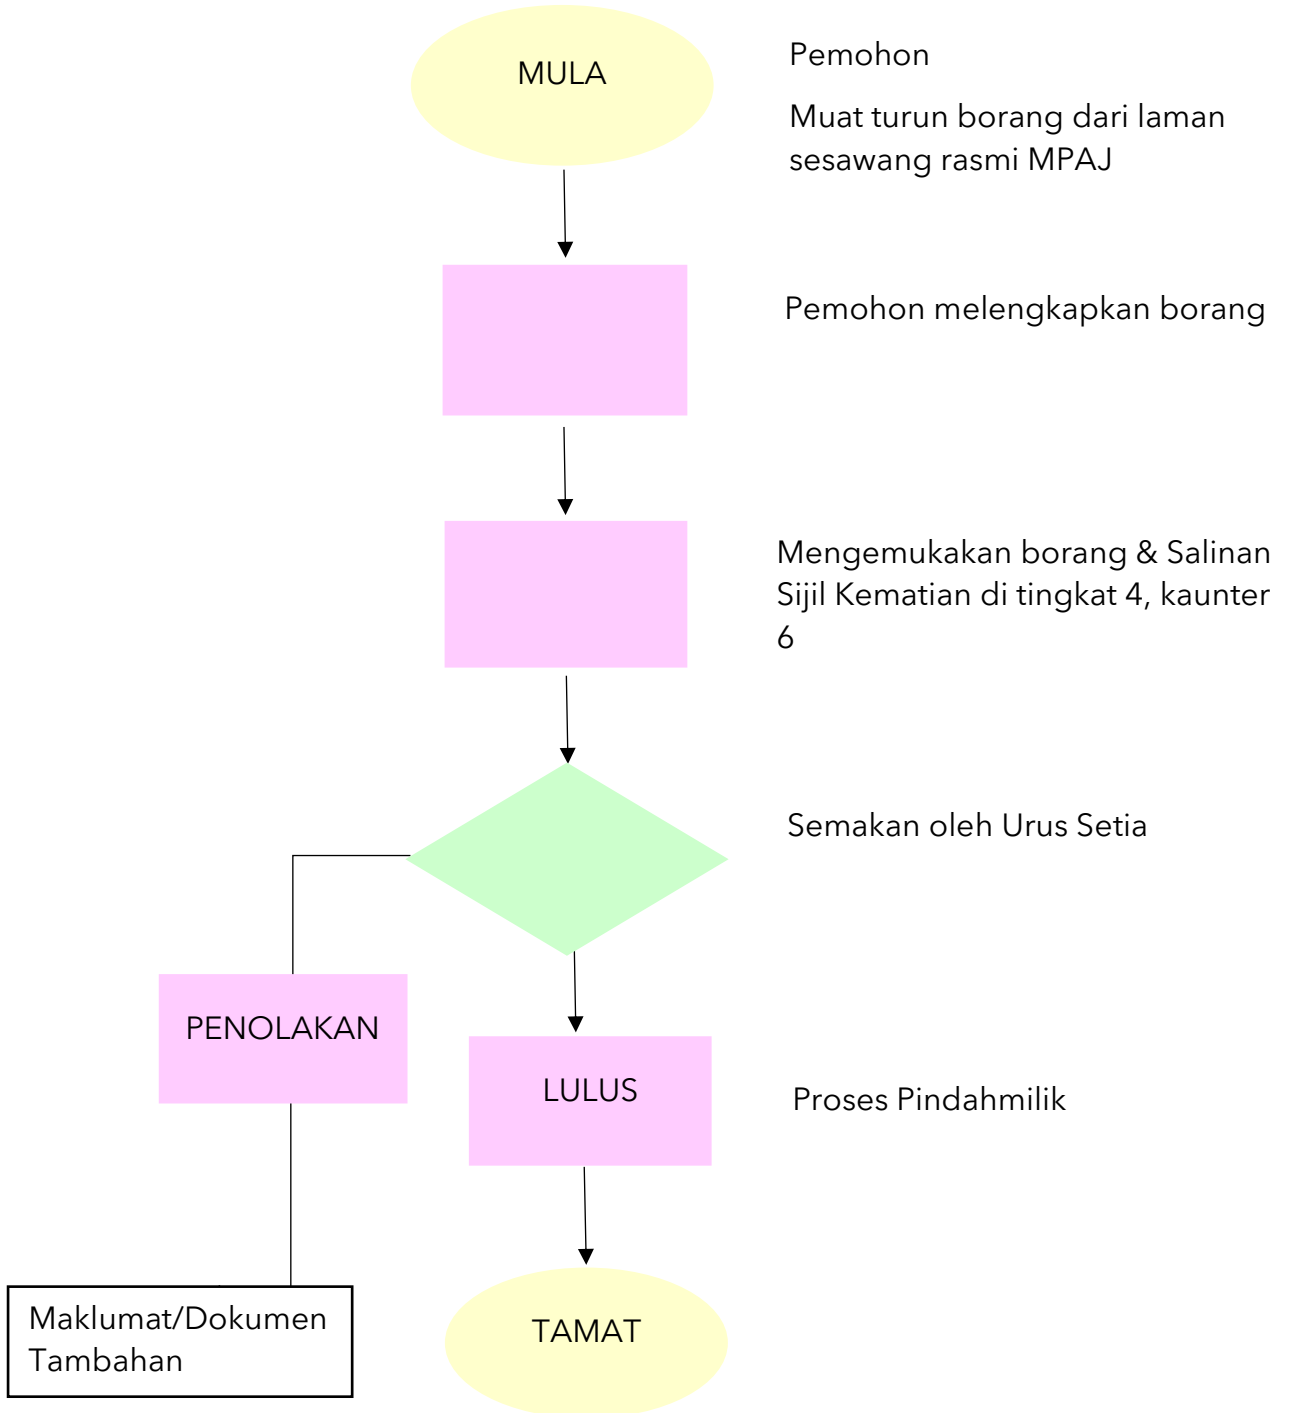 MULA
Pemohon
Muat turun borang dari laman
sesawang rasmi MPAJ
Pemohon melengkapkan borang
Mengemukakan borang & Salinan
Sijil Kematian di tingkat 4, kaunter
6
Semakan oleh Urus Setia
PENOLAKAN
LULUS
Proses Pindahmilik
Maklumat/Dokumen
Tambahan
TAMAT